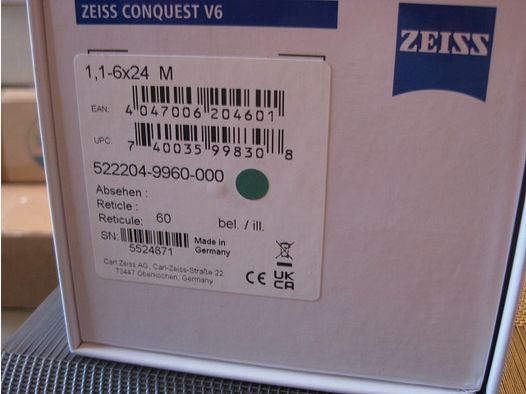 ZEISS CONQUEST V6
ZEISS
1,1-6x24 M
EAN:
4 047006 204601
UPC:
7 40035 99830 8
522204-9960-000
Absehen :
Reticle :
Reticule: 60 bel. / ill.
SN:
5524871
Made in
Germany
Carl Zeiss AG, Carl-Zeiss-Straße 22
73447 Oberkochen, Germany
CE UK
CA